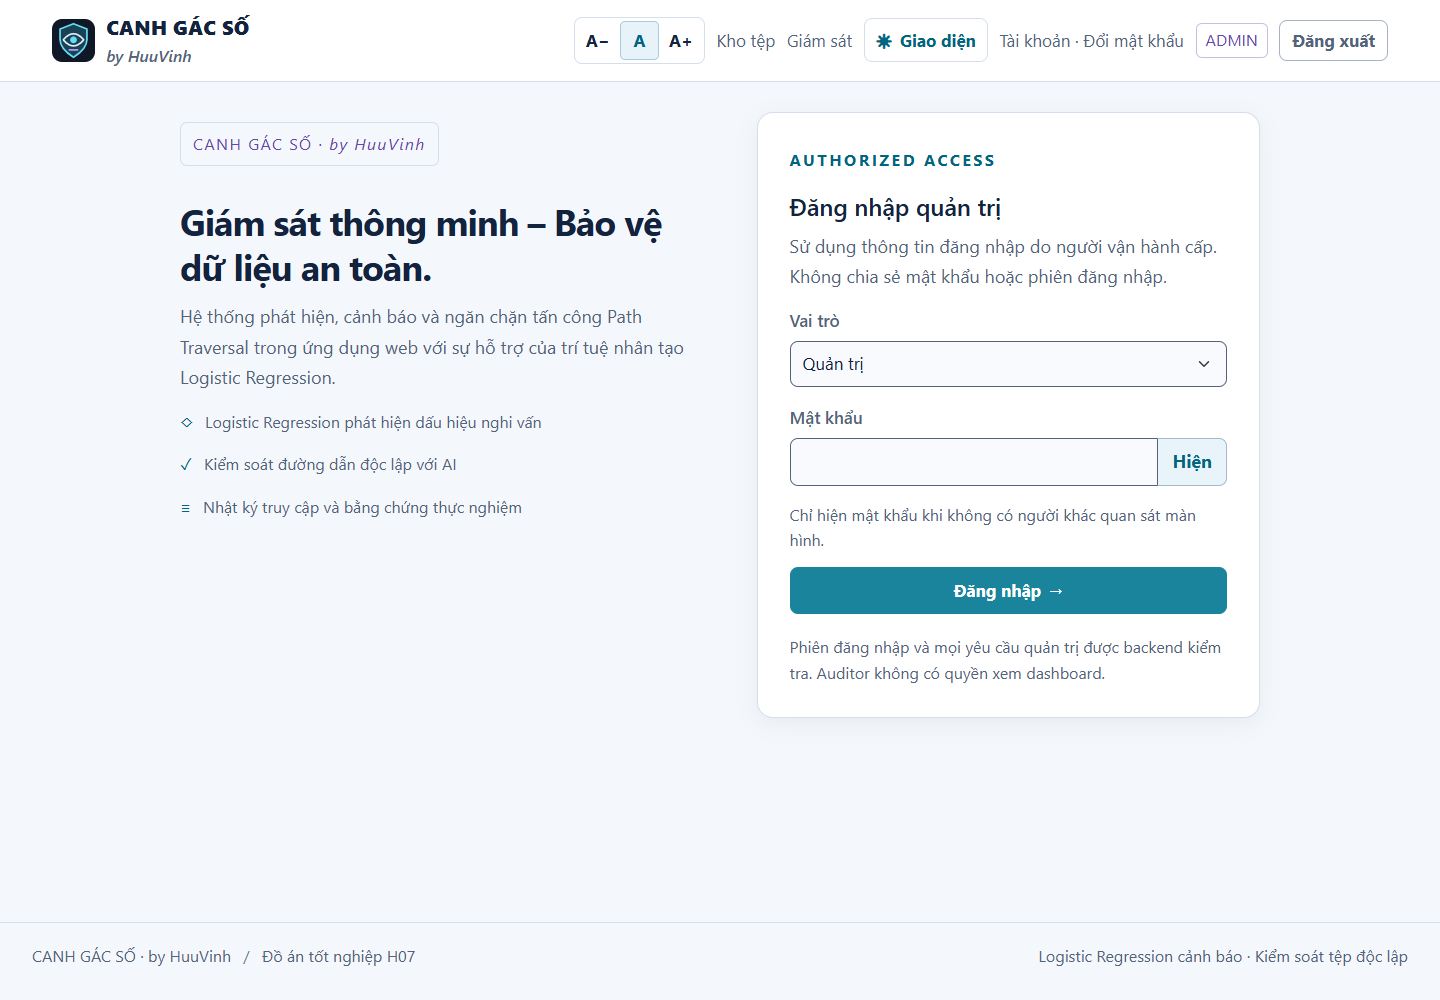 CANH GÁC SỐ
by HuuVinh
A− A A+ Kho tệp Giám sát Giao diện Tài khoản · Đổi mật khẩu ADMIN Đăng xuất
CANH GÁC SỐ · by HuuVinh
Giám sát thông minh – Bảo vệ
dữ liệu an toàn.
Hệ thống phát hiện, cảnh báo và ngăn chặn tấn công Path
Traversal trong ứng dụng web với sự hỗ trợ của trí tuệ nhân tạo
Logistic Regression.
◇ Logistic Regression phát hiện dấu hiệu nghi vấn
✓ Kiểm soát đường dẫn độc lập với AI
≡ Nhật ký truy cập và bằng chứng thực nghiệm
AUTHORIZED ACCESS
Đăng nhập quản trị
Sử dụng thông tin đăng nhập do người vận hành cấp.
Không chia sẻ mật khẩu hoặc phiên đăng nhập.
Vai trò
Quản trị
Mật khẩu
Hiện
Chỉ hiện mật khẩu khi không có người khác quan sát màn
hình.
Đăng nhập →
Phiên đăng nhập và mọi yêu cầu quản trị được backend kiểm
tra. Auditor không có quyền xem dashboard.
CANH GÁC SỐ · by HuuVinh / Đồ án tốt nghiệp H07
Logistic Regression cảnh báo · Kiểm soát tệp độc lập